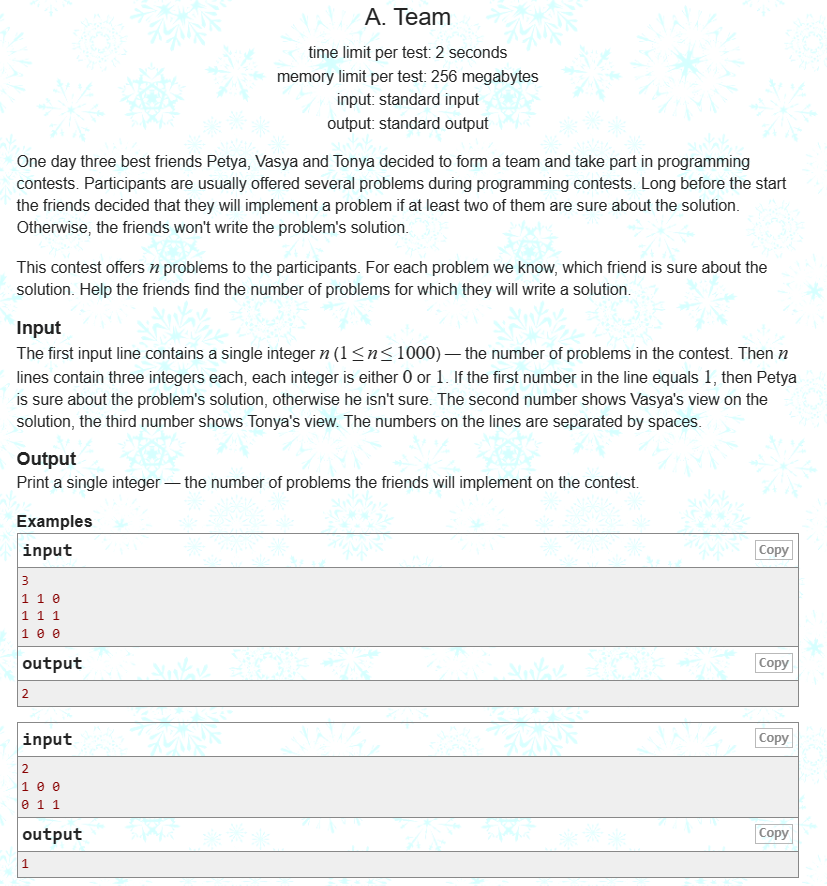 A. Team
time limit per test: 2 seconds
memory limit per test: 256 megabytes
input: standard input
output: standard output
One day three best friends Petya, Vasya and Tonya decided to form a team and take part in programming
contests. Participants are usually offered several problems during programming contests. Long before the start
the friends decided that they will implement a problem if at least two of them are sure about the solution.
Otherwise, the friends won't write the problem's solution.
This contest offers n problems to the participants. For each problem we know, which friend is sure about the
solution. Help the friends find the number of problems for which they will write a solution.
Input
The first input line contains a single integer n (1 ≤ n ≤ 1000) — the number of problems in the contest. Then n
lines contain three integers each, each integer is either 0 or 1. If the first number in the line equals 1, then Petya
is sure about the problem's solution, otherwise he isn't sure. The second number shows Vasya's view on the
solution, the third number shows Tonya's view. The numbers on the lines are separated by spaces.
Output
Print a single integer — the number of problems the friends will implement on the contest.
Examples
input Copy
3
1 1 0
1 1 1
1 0 0
output Copy
2
input Copy
2
1 0 0
0 1 1
output Copy
1